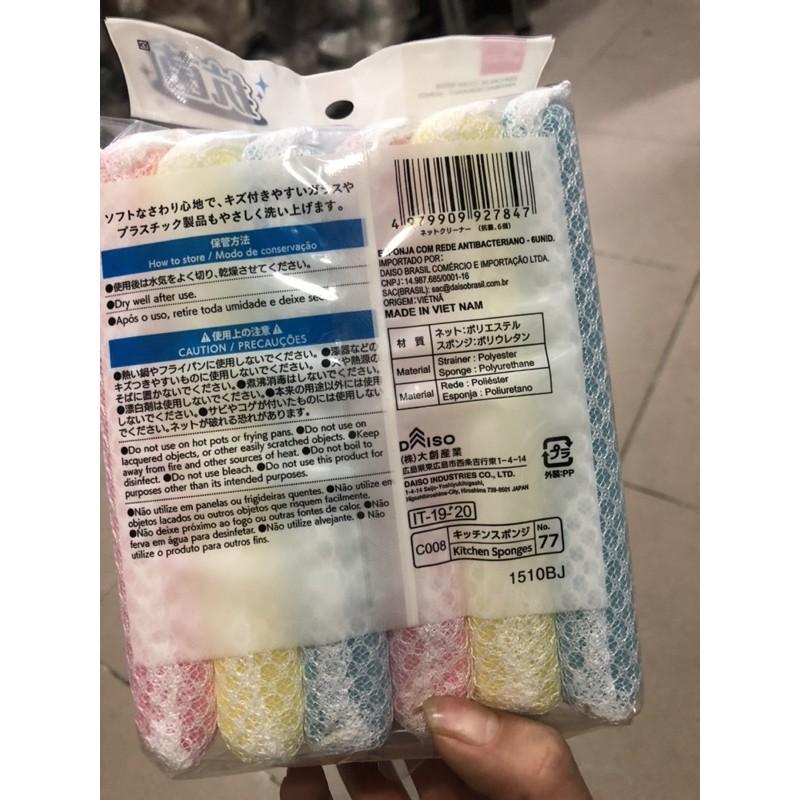 抗菌
ソフトなさわり心地で、キズ付きやすいガラスや
プラスチック製品もやさしく洗い上げます。
保管方法
How to store / Modo de conservação
●使用後は水気をよく切り、乾燥させてください。
●Dry well after use.
●Após o uso, retire toda umidade e deixe
⚠使用上の注意⚠
CAUTION / PRECAUÇÕES
●熱い鍋やフライパンに使用しないでください。●漆器などの
キズつきやすいものに使用しないでください。●火や熱源の
そばに置かないでください。●煮沸消毒はしないでください。
●漂白剤は使用しないでください。●本来の用途以外には使用
しないでください。●サビやコゲが付いたものには使用しない
でください。ネットが破れる恐れがあります。
●Do not use on hot pots or frying pans. ●Do not use on
lacquered objects, or other easily scratched objects. ●Keep
away from fire and other sources of heat. ●Do not boil to
disinfect. ●Do not use bleach. ●Do not use this product for
purposes other than its intended purposes.
●Não utilize em panelas ou frigideiras quentes. ●Não utilize em
objetos lacados ou outros objetos que risquem facilmente.
●Não deixe próximo ao fogo ou outras fontes de calor. ●Não
ferva em água para desinfetar. ●Não utilize alvejante. ●Não
utilize o produto para outros fins.
4 979909 927847
ネットクリーナー (抗菌、6個)
ESPONJA COM REDE ANTIBACTERIANO - 6UNID.
IMPORTADO POR:
DAISO BRASIL COMÉRCIO E IMPORTAÇÃO LTDA.
CNPJ: 14.987.685/0001-16
SAC(BRASIL): sac@daisobrasil.com.br
ORIGEM: VIETNÃ
MADE IN VIET NAM
材質 ネット:ポリエステル
スポンジ:ポリウレタン
Material Strainer : Polyester
Sponge : Polyurethane
Material Rede : Poliéster
Esponja : Poliuretano
DAISO
(株)大創産業
広島県東広島市西条吉行東1-4-14
DAISO INDUSTRIES CO., LTD.
1-4-14 Saijo-Yoshiyukihigashi,
Higashihiroshima-City, Hiroshima 739-8501 JAPAN
プラ
外装:PP
IT-19-'20
C008 キッチンスポンジ No.
Kitchen Sponges 77
1510BJ